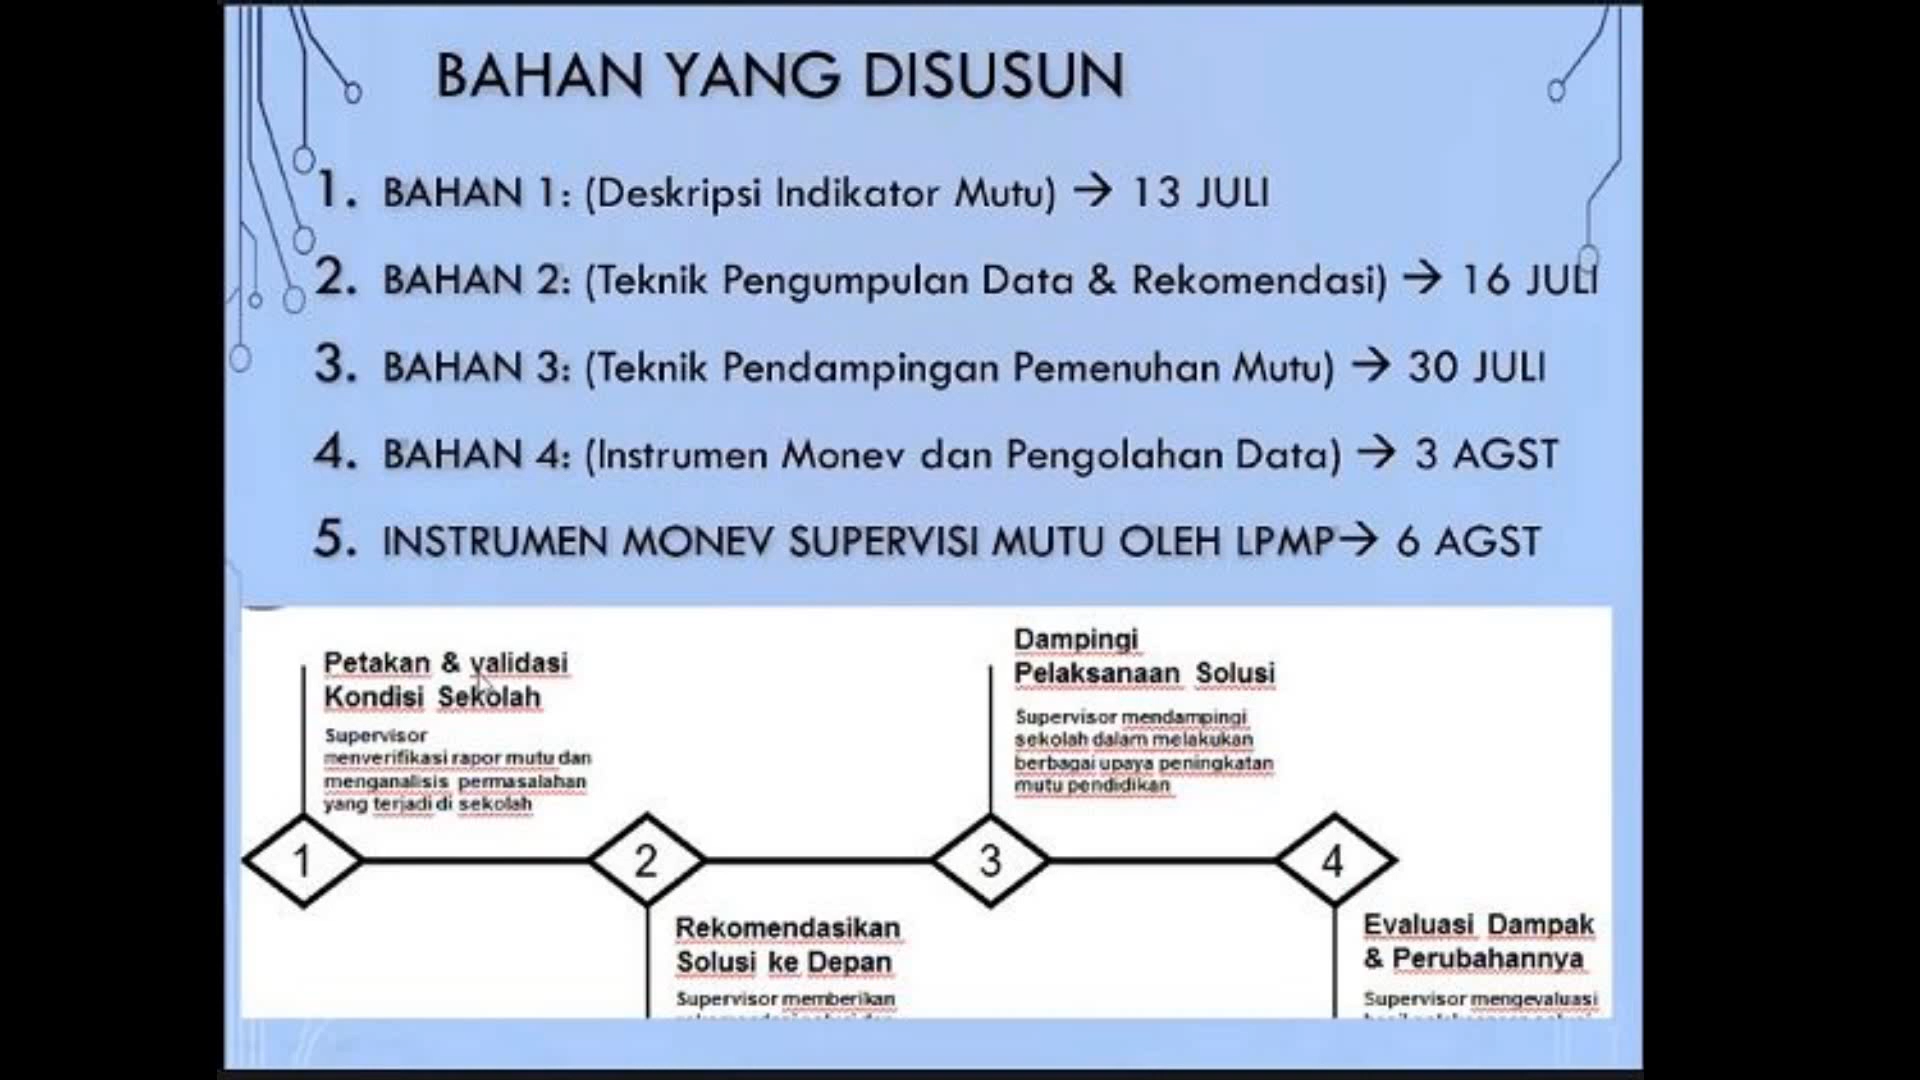 BAHAN YANG DISUSUN
1. BAHAN 1: (Deskripsi Indikator Mutu) → 13 JULI
2. BAHAN 2: (Teknik Pengumpulan Data & Rekomendasi) → 16 JULI
3. BAHAN 3: (Teknik Pendampingan Pemenuhan Mutu) → 30 JULI
4. BAHAN 4: (Instrumen Monev dan Pengolahan Data) → 3 AGST
5. INSTRUMEN MONEV SUPERVISI MUTU OLEH LPMP→ 6 AGST
Petakan & validasi
Kondisi Sekolah
Supervisor
menverifikasi rapor mutu dan
menganalisis permasalahan
yang terjadi di sekolah
Dampingi
Pelaksanaan Solusi
Supervisor mendampingi
sekolah dalam melakukan
berbagai upaya peningkatan
mutu pendidikan
1
2
3
4
Rekomendasikan
Solusi ke Depan
Supervisor memberikan
Evaluasi Dampak
& Perubahannya
Supervisor mengevaluasi